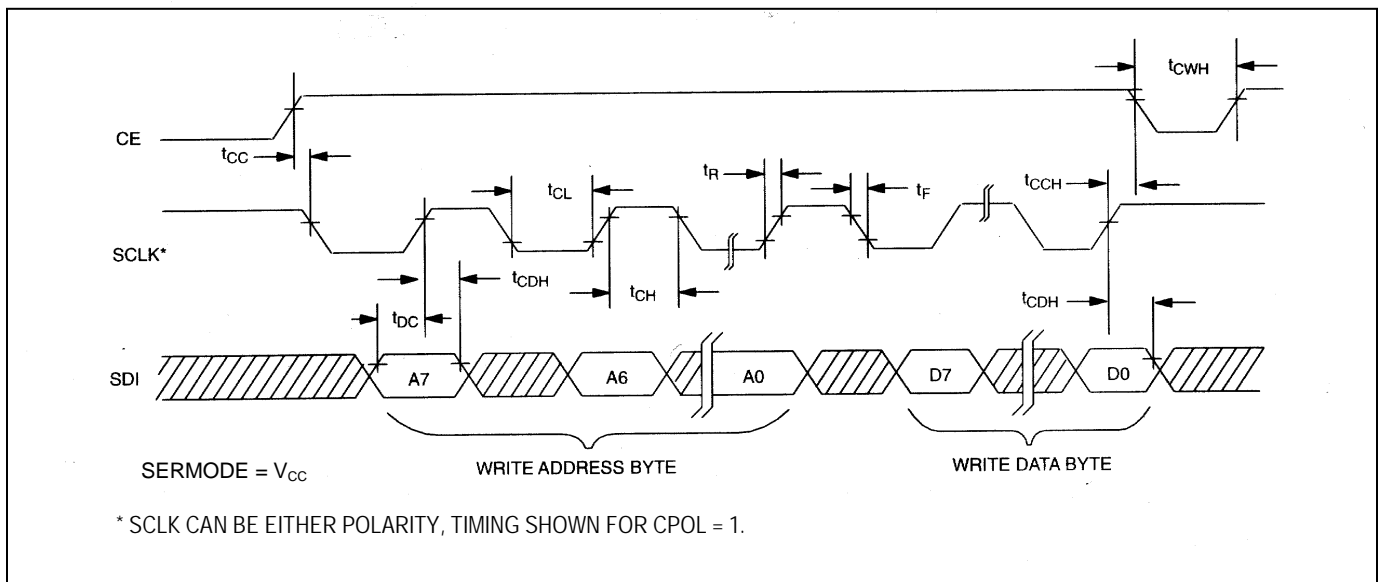 tCWH
CE
tCC
tCL
tR
tF
tCCH
SCLK*
tCDH
tCH
tCDH
tDC
SDI
A7
A6
A0
D7
D0
SERMODE = VCC
WRITE ADDRESS BYTE
WRITE DATA BYTE
* SCLK CAN BE EITHER POLARITY, TIMING SHOWN FOR CPOL = 1.